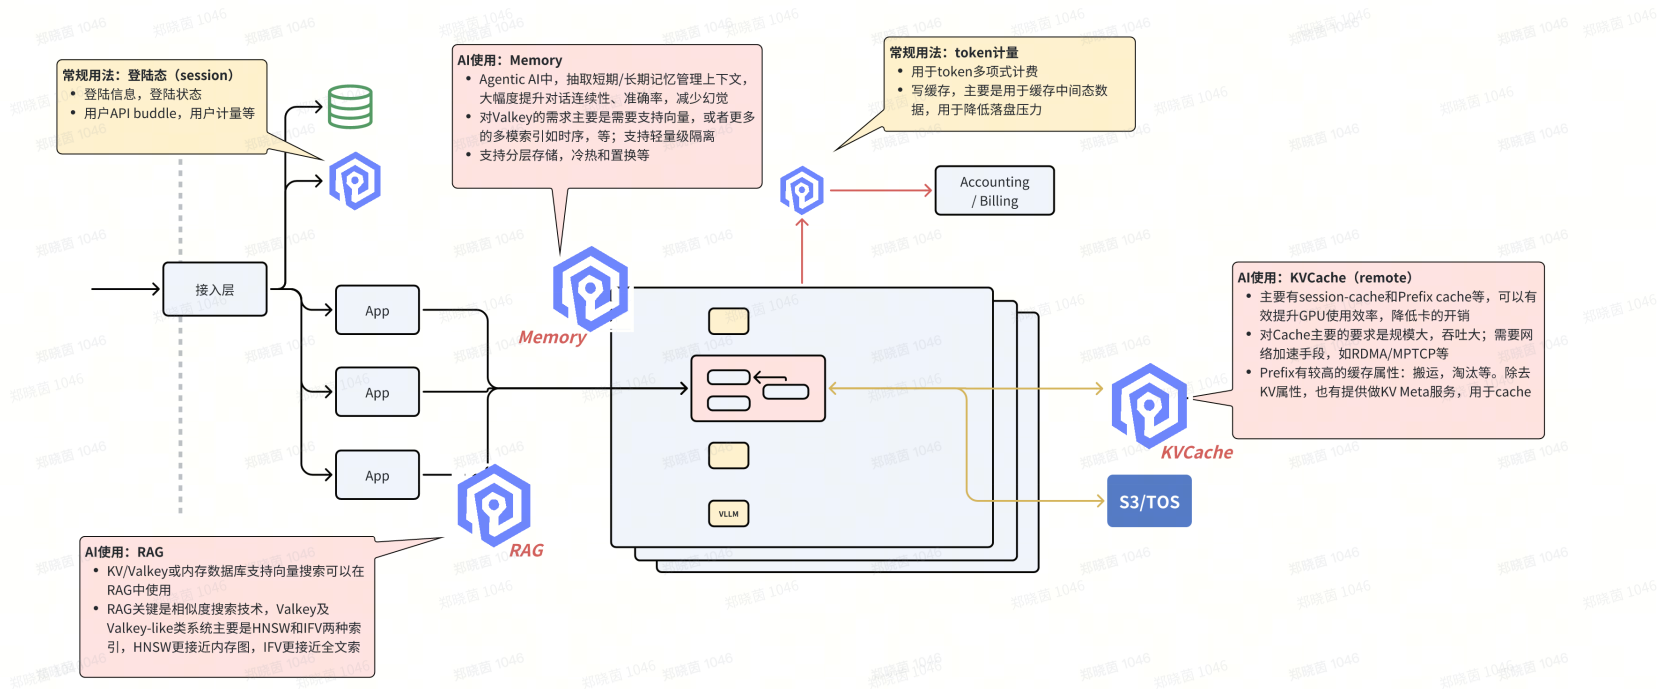 常规用法：登陆态（session）
登陆信息，登陆状态
用户API buddle，用户计量等
AI使用：Memory
Agentic AI中，抽取短期/长期记忆管理上下文，
大幅度提升对话连续性、准确率，减少幻觉
对Valkey的需求主要是需要支持向量，或者更多
的多模索引如时序，等；支持轻量级隔离
支持分层存储，冷热和置换等
常规用法：token计量
用于token多项式计费
写缓存，主要是用于缓存中间态数
据，用于降低落盘压力
Accounting
/ Billing
接入层
App
App
App
Memory
RAG
VLLM
AI使用：KVCache（remote）
主要有session-cache和Prefix cache等，可以有
效提升GPU使用效率，降低卡的开销
对Cache主要的要求是规模大，吞吐大；需要网
络加速手段，如RDMA/MPTCP等
Prefix有较高的缓存属性：搬运，淘汰等。除去
KV属性，也有提供做KV Meta服务，用于cache
KVCache
S3/TOS
AI使用：RAG
KV/Valkey或内存数据库支持向量搜索可以在
RAG中使用
RAG关键是相似度搜索技术，Valkey及
Valkey-like类系统主要是HNSW和IFV两种索
引，HNSW更接近内存图，IFV更接近全文索
郑晓茵 1046